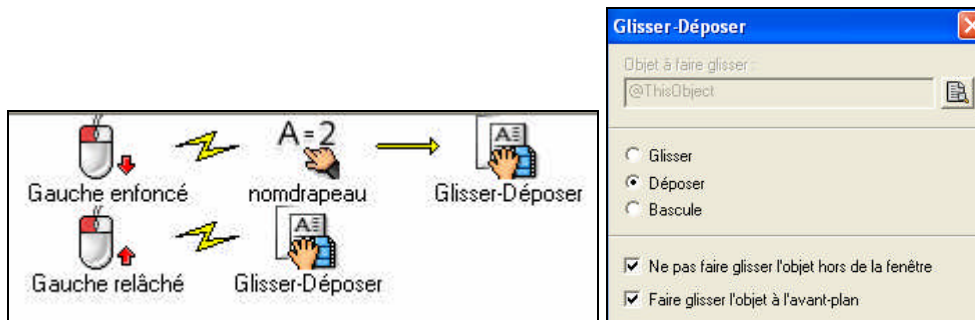 A=2
Gauche enfoncé nomdrapeau Glisser-Déposer
Gauche relâché Glisser-Déposer
Glisser-Déposer
Objet à faire glisser :
@ThisObject
Glisser
Déposer
Bascule
Ne pas faire glisser l'objet hors de la fenêtre
Faire glisser l'objet à l'avant-plan